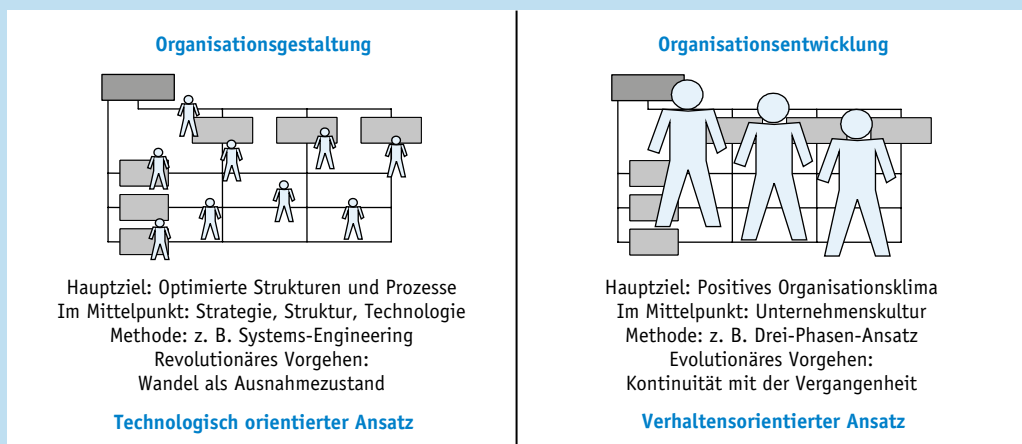 Organisationsgestaltung
Hauptziel: Optimierte Strukturen und Prozesse
Im Mittelpunkt: Strategie, Struktur, Technologie
Methode: z. B. Systems-Engineering
Revolutionäres Vorgehen:
Wandel als Ausnahmezustand
Technologisch orientierter Ansatz
Organisationsentwicklung
Hauptziel: Positives Organisationsklima
Im Mittelpunkt: Unternehmenskultur
Methode: z. B. Drei-Phasen-Ansatz
Evolutionäres Vorgehen:
Kontinuität mit der Vergangenheit
Verhaltensorientierter Ansatz